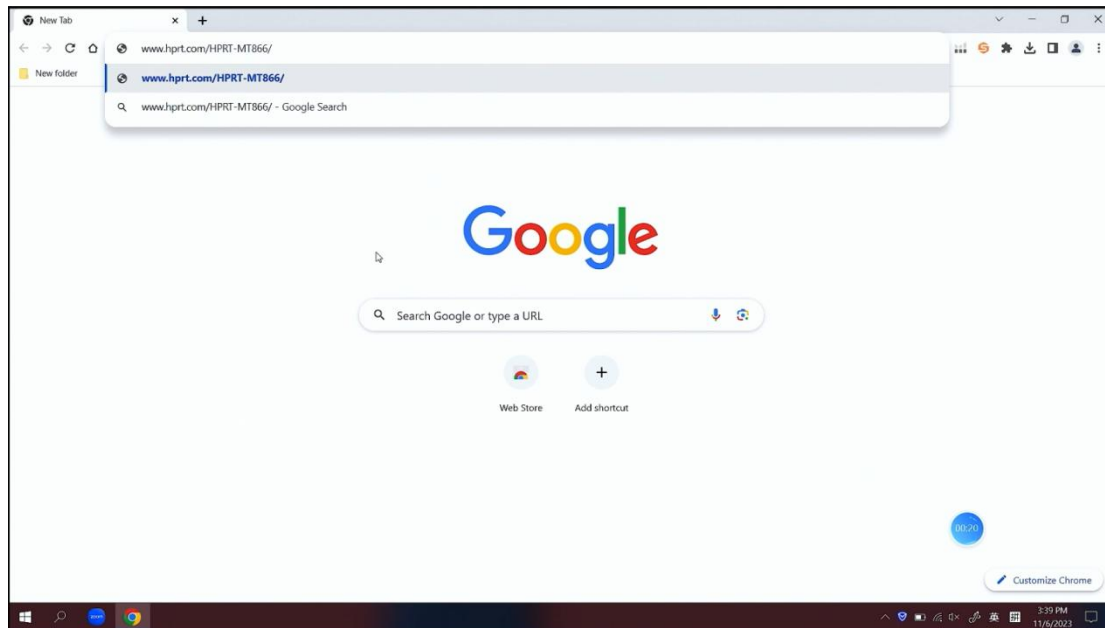 New Tab
www.hprt.com/HPRT-MT866/
New folder
www.hprt.com/HPRT-MT866/
www.hprt.com/HPRT-MT866/ - Google Search
Google
Search Google or type a URL
Web Store
Add shortcut
00:20
Customize Chrome
zoom
英
3:39 PM
11/6/2023